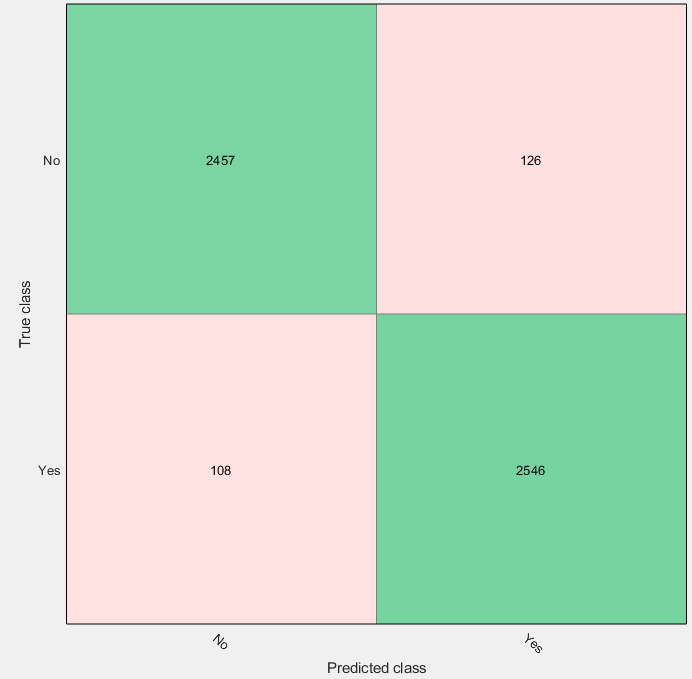 No
2457
126
True class
Yes
108
2546
No
Yes
Predicted class